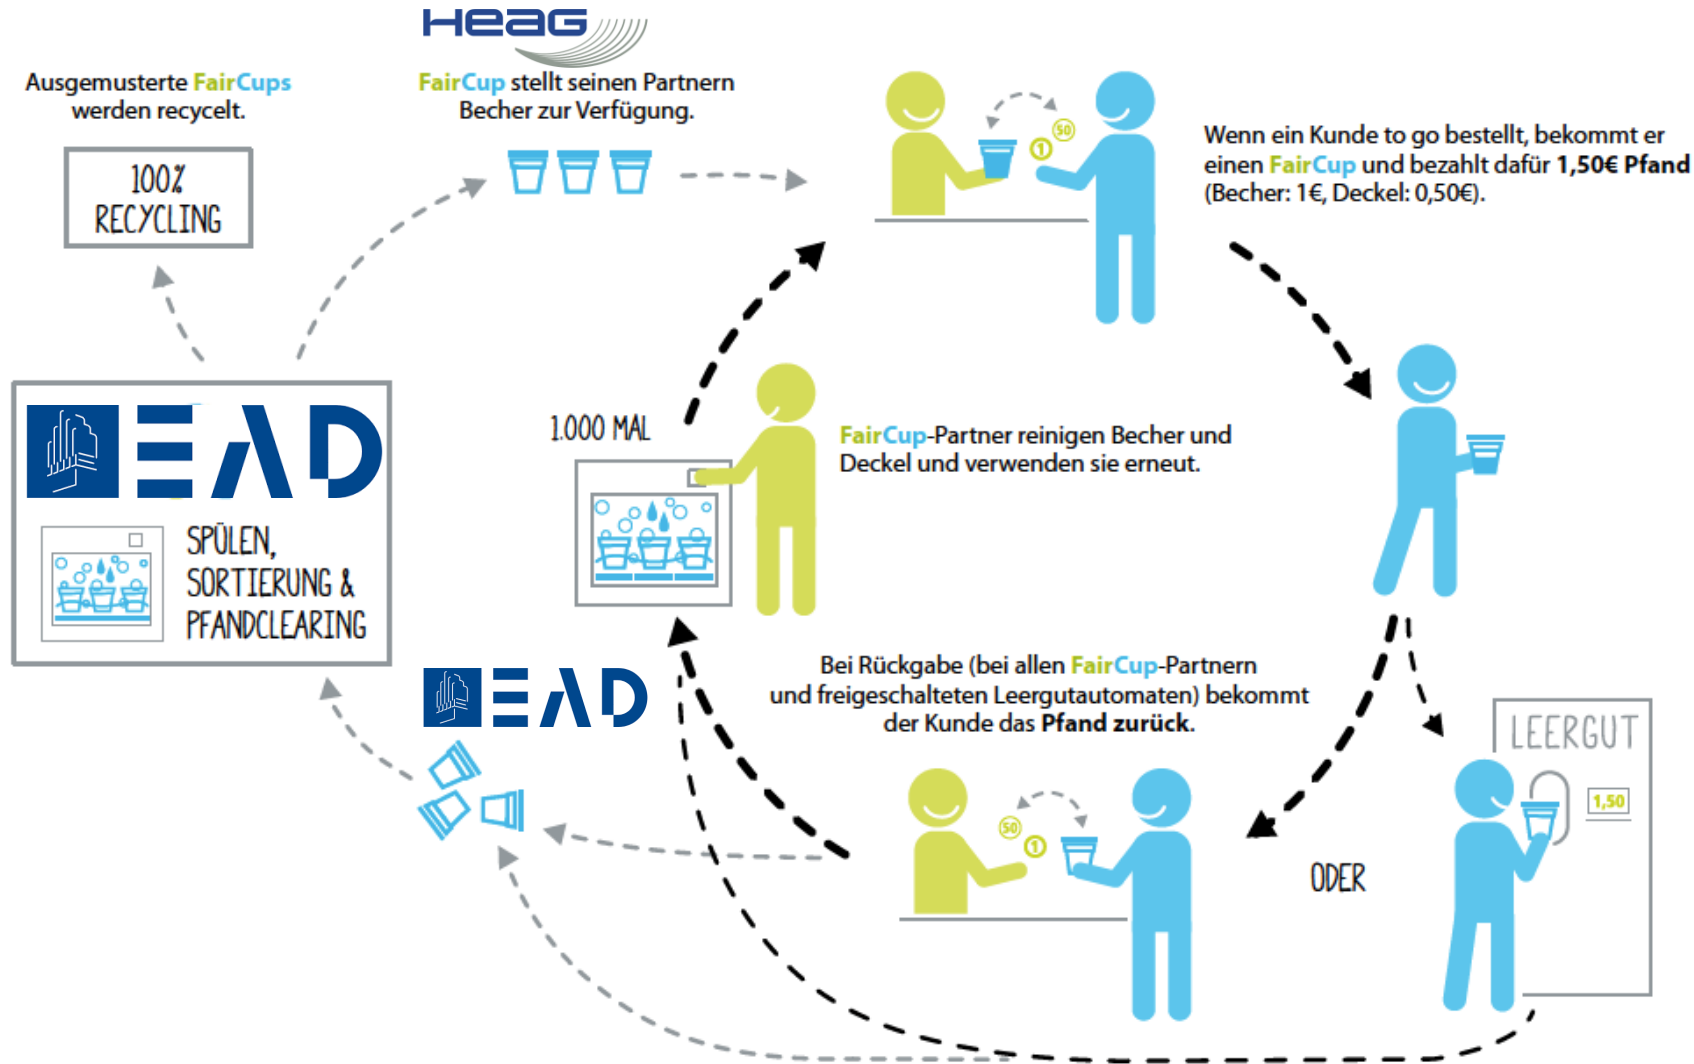 HEAG
Ausgemusterte FairCups
werden recycelt.
FairCup stellt seinen Partnern
Becher zur Verfügung.
100%
RECYCLING
50
1
Wenn ein Kunde to go bestellt, bekommt er
einen FairCup und bezahlt dafür 1,50€ Pfand
(Becher: 1€, Deckel: 0,50€).
EAD
SPÜLEN,
SORTIERUNG &
PFANDCLEARING
1.000 MAL
FairCup-Partner reinigen Becher und
Deckel und verwenden sie erneut.
EAD
Bei Rückgabe (bei allen FairCup-Partnern
und freigeschalteten Leergutautomaten) bekommt
der Kunde das Pfand zurück.
50
1
ODER
LEERGUT
1,50